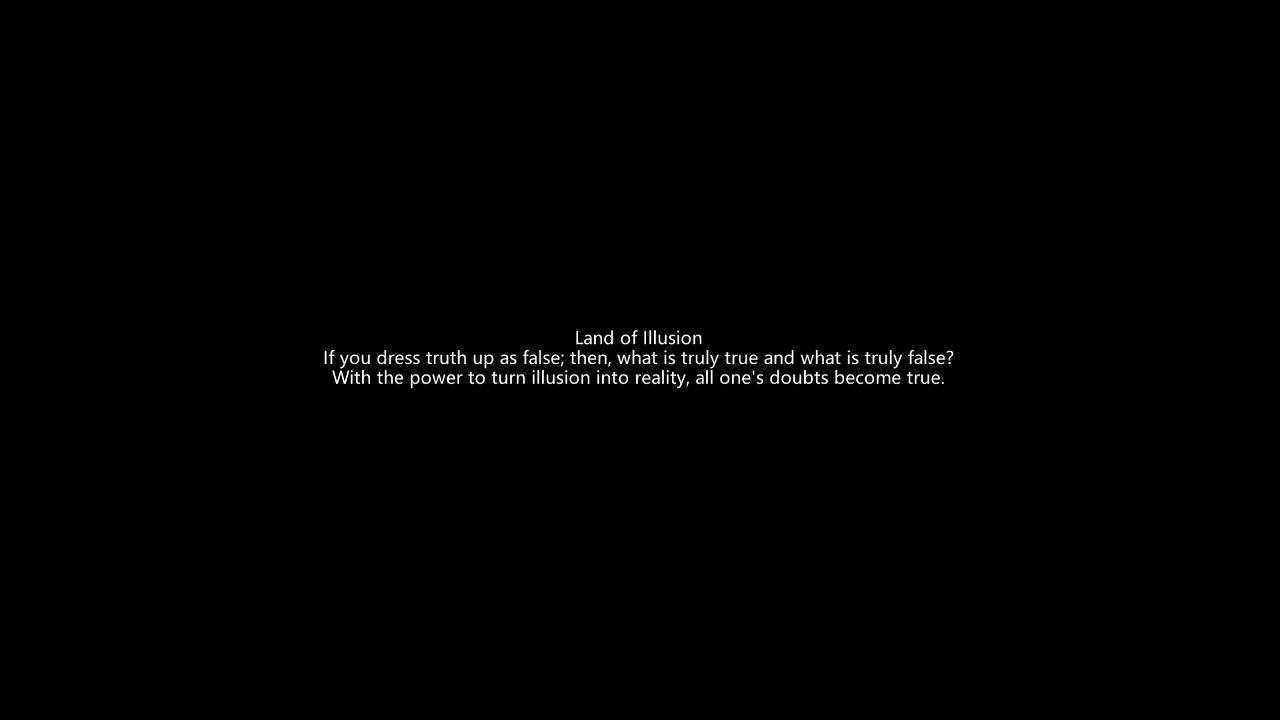 Land of Illusion
If you dress truth up as false; then, what is truly true and what is truly false?
With the power to turn illusion into reality, all one's doubts become true.